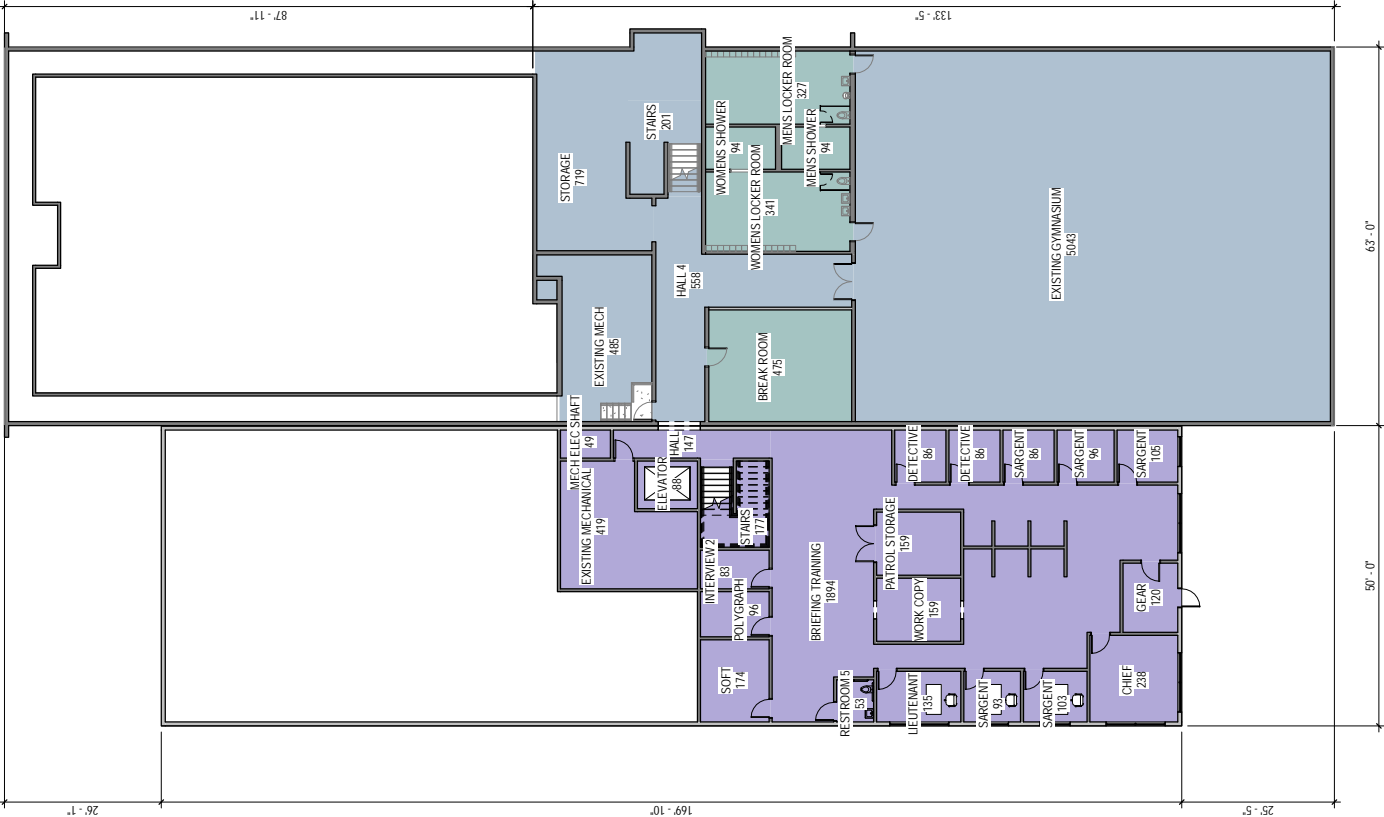 87' - 11"
133' - 5"
STORAGE
719
STAIRS
201
WOMENS SHOWER
94
WOMENS LOCKER ROOM
341
MENS LOCKER ROOM
327
MENS SHOWER
94
EXISTING GYMNASIUM
5043
63' - 0"
HALL 4
558
EXISTING MECH
485
BREAK ROOM
475
MECH ELEC SHAFT
49
EXISTING MECHANICAL
419
ELEVATOR
88
HALL
147
STAIRS
177
INTERVIEW 2
83
POLYGRAPH
96
SOFT
174
BRIEFING TRAINING
1894
PATROL STORAGE
159
WORK COPY
159
DETECTIVE
86
DETECTIVE
86
SARGENT
86
SARGENT
96
SARGENT
105
GEAR
120
CHIEF
238
RESTROOM 5
53
LIEUTENANT
135
SARGENT
93
SARGENT
103
50' - 0"
26' - 1"
169' - 10"
25' - 5"